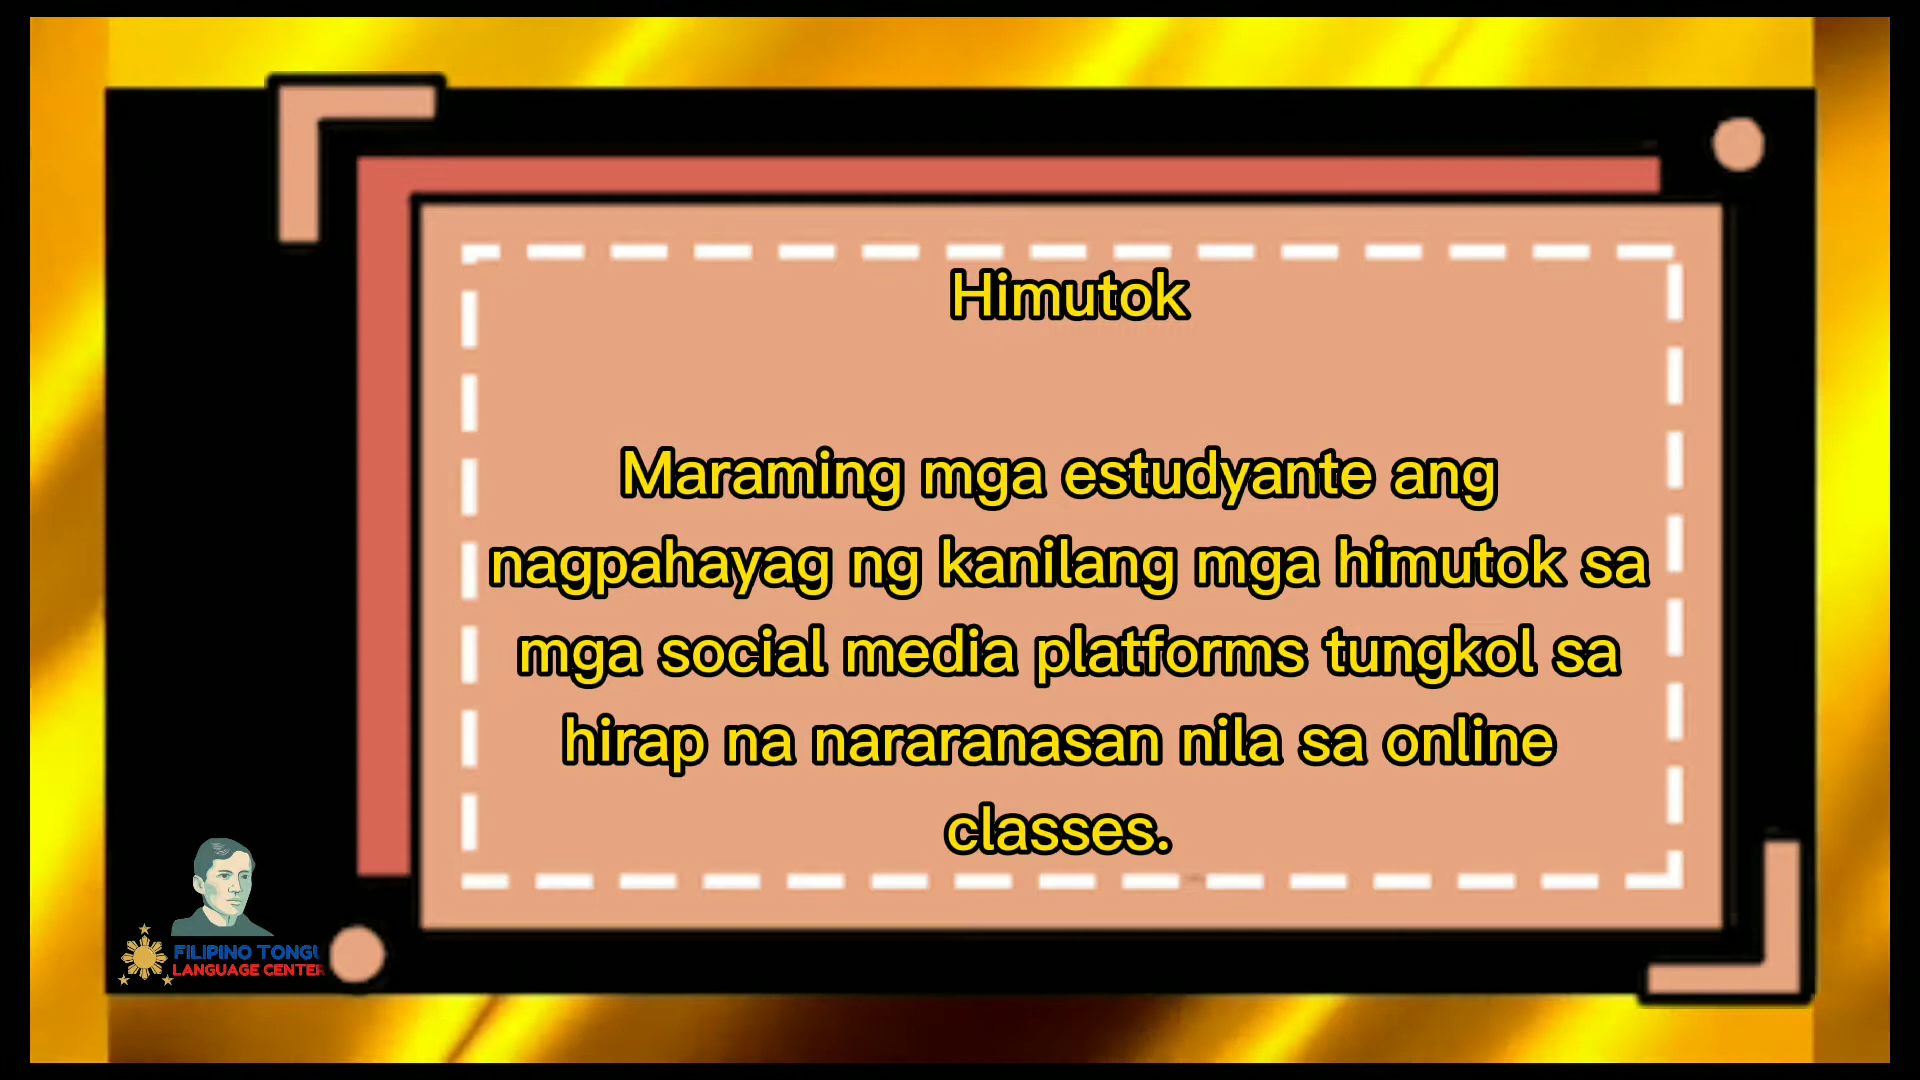 Himutok
Maraming mga estudyante ang
nagpahayag ng kanilang mga himutok sa
mga social media platforms tungkol sa
hirap na nararanasan nila sa online
classes.
FILIPINO TONGU
LANGUAGE CENTER